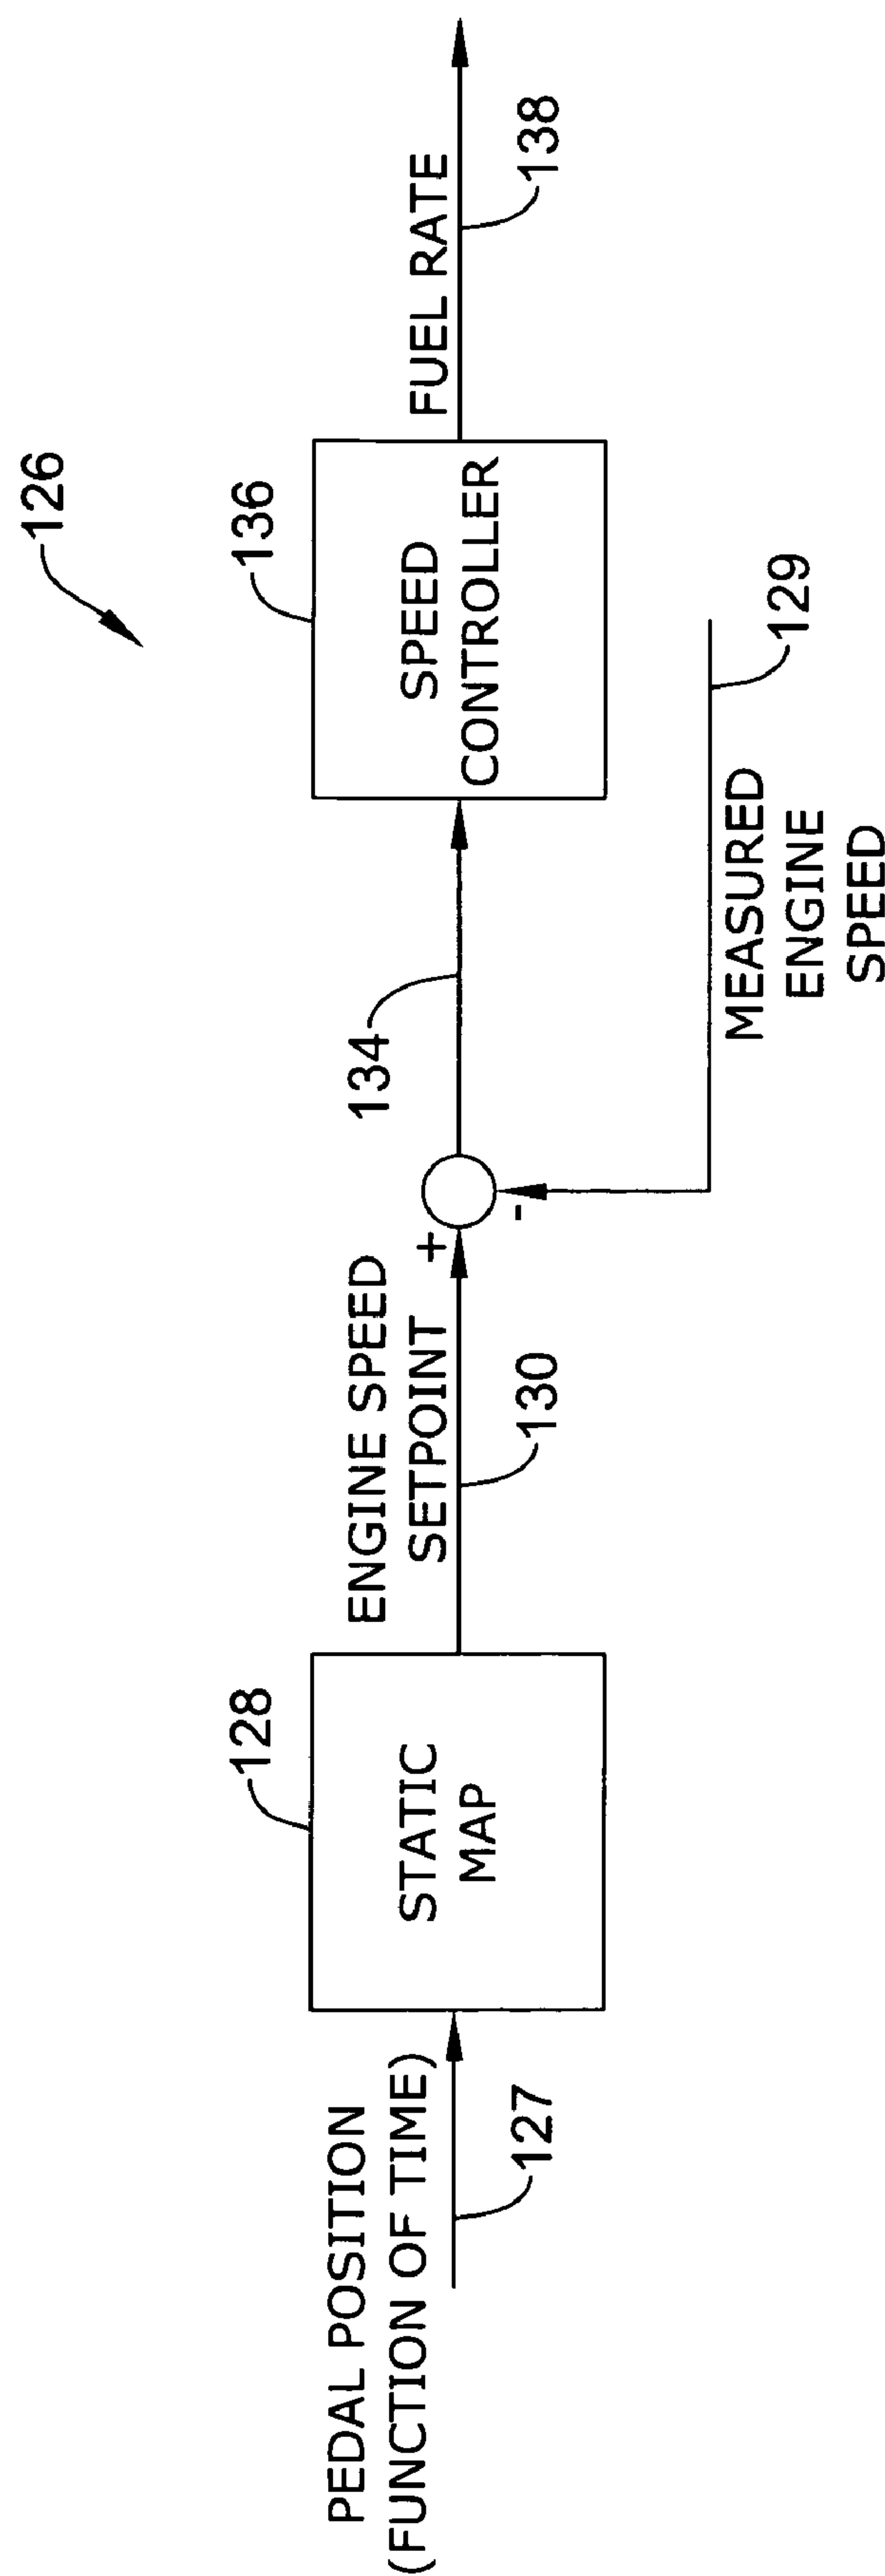 126
PEDAL POSITION
(FUNCTION OF TIME)
127
128
STATIC
MAP
ENGINE SPEED
SETPOINT
130
+
-
134
136
SPEED
CONTROLLER
FUEL RATE
138
129
MEASURED
ENGINE
SPEED